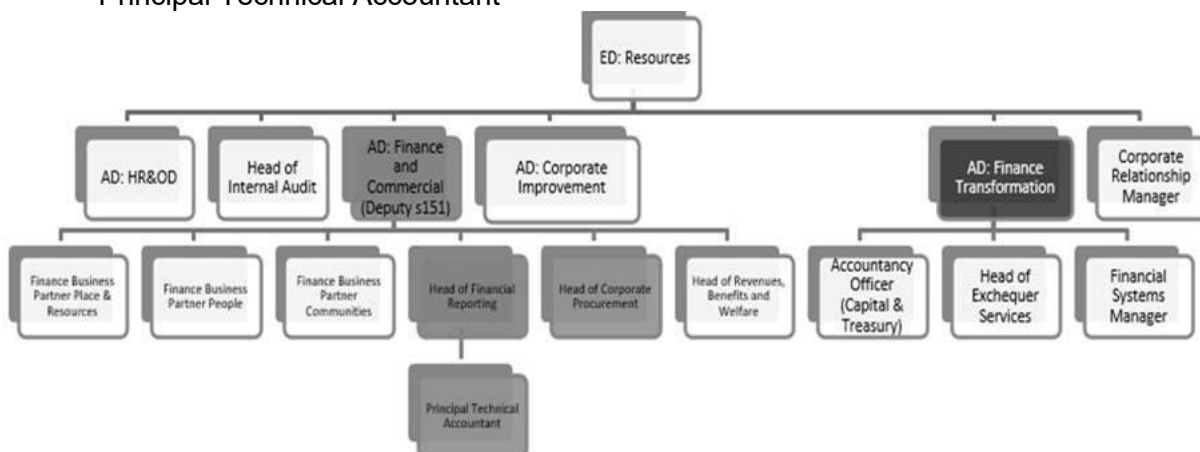 Principal Technical Accountant
ED: Resources
AD: HR&OD
Head of
Internal Audit
AD: Finance
and
Commercial
(Deputy s151)
AD: Corporate
Improvement
AD: Finance
Transformation
Corporate
Relationship
Manager
Finance Business
Partner Place &
Resources
Finance Business
Partner People
Finance Business
Partner
Communities
Head of Financial
Reporting
Head of Corporate
Procurement
Head of Revenues,
Benefits and
Welfare
Accountancy
Officer
(Capital &
Treasury)
Head of
Exchequer
Services
Financial
Systems
Manager
Principal Technical
Accountant